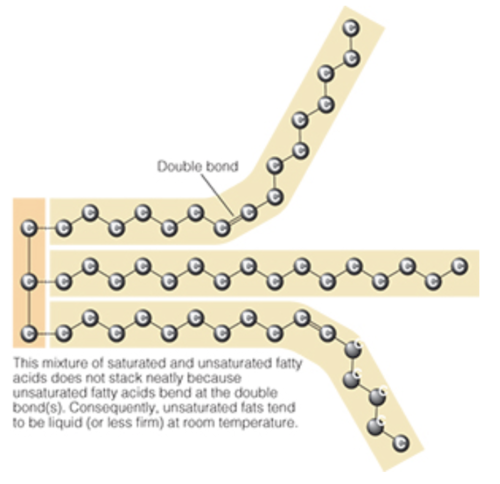 C
C
C
C
C
C
Double bond
C
C
C C C C C C C C C
C C C C C C C C C C C C C C C C C
C C C C C C C C C C C C
This mixture of saturated and unsaturated fatty
acids does not stack neatly because
unsaturated fatty acids bend at the double
bond(s). Consequently, unsaturated fats tend
to be liquid (or less firm) at room temperature.
C